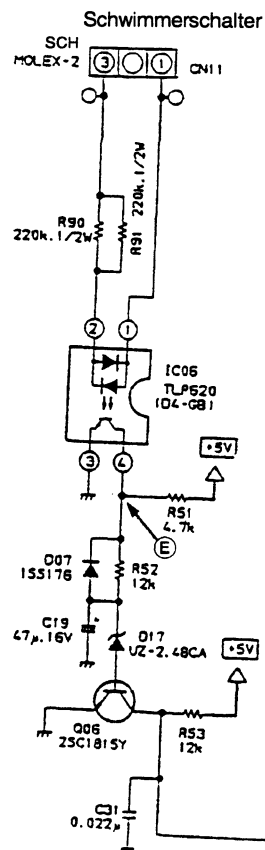 Schwimmerschalter
SCH
MOLEX-2
3
1
CN11
220k.1/2W
R90
220k.1/2W
R91
2
1
IC06
TLP620
(D4-GB)
3
4
+5V
E
R51
4.7k
D07
1SS176
R52
12k
C19
47µ.16V
+
D17
UZ-2.4BCA
+5V
Q06
2SC1815Y
R53
12k
C31
0.022µ